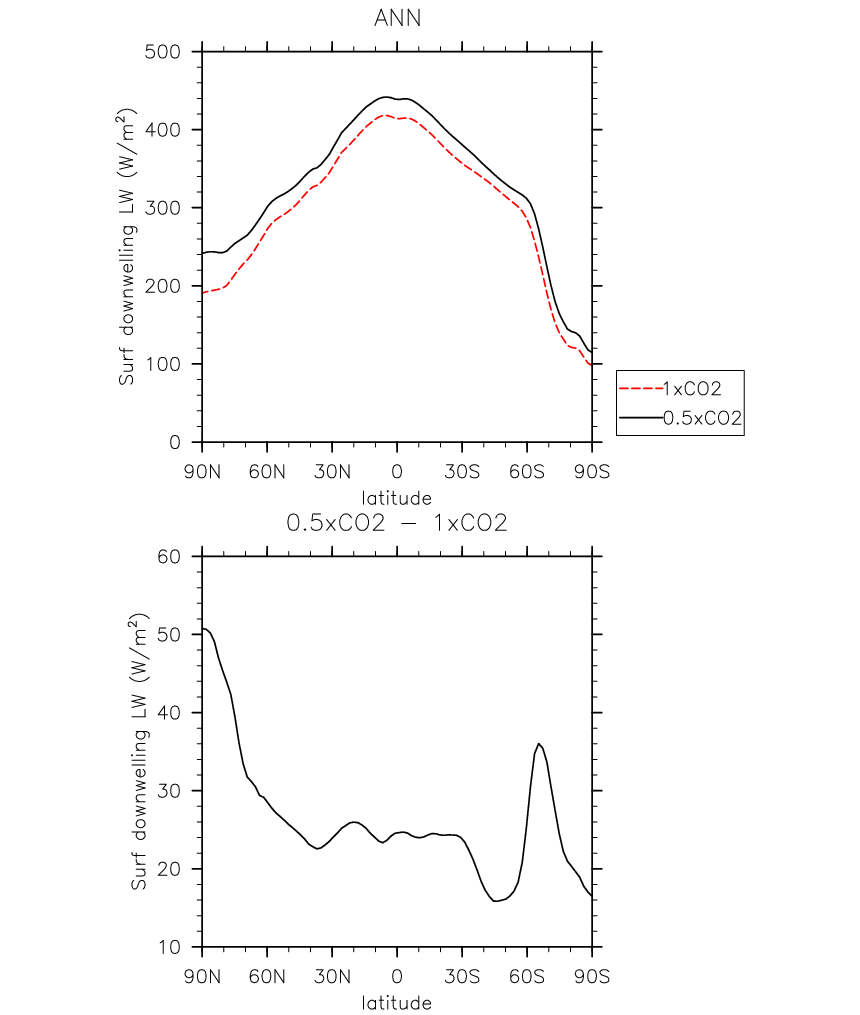 ANN
500
400
300
200
100
0
Surf downwelling LW (W/m²)
90N 60N 30N 0 30S 60S 90S
latitude
1xCO2
0.5xCO2
0.5xCO2 − 1xCO2
60
50
40
30
20
10
Surf downwelling LW (W/m²)
90N 60N 30N 0 30S 60S 90S
latitude